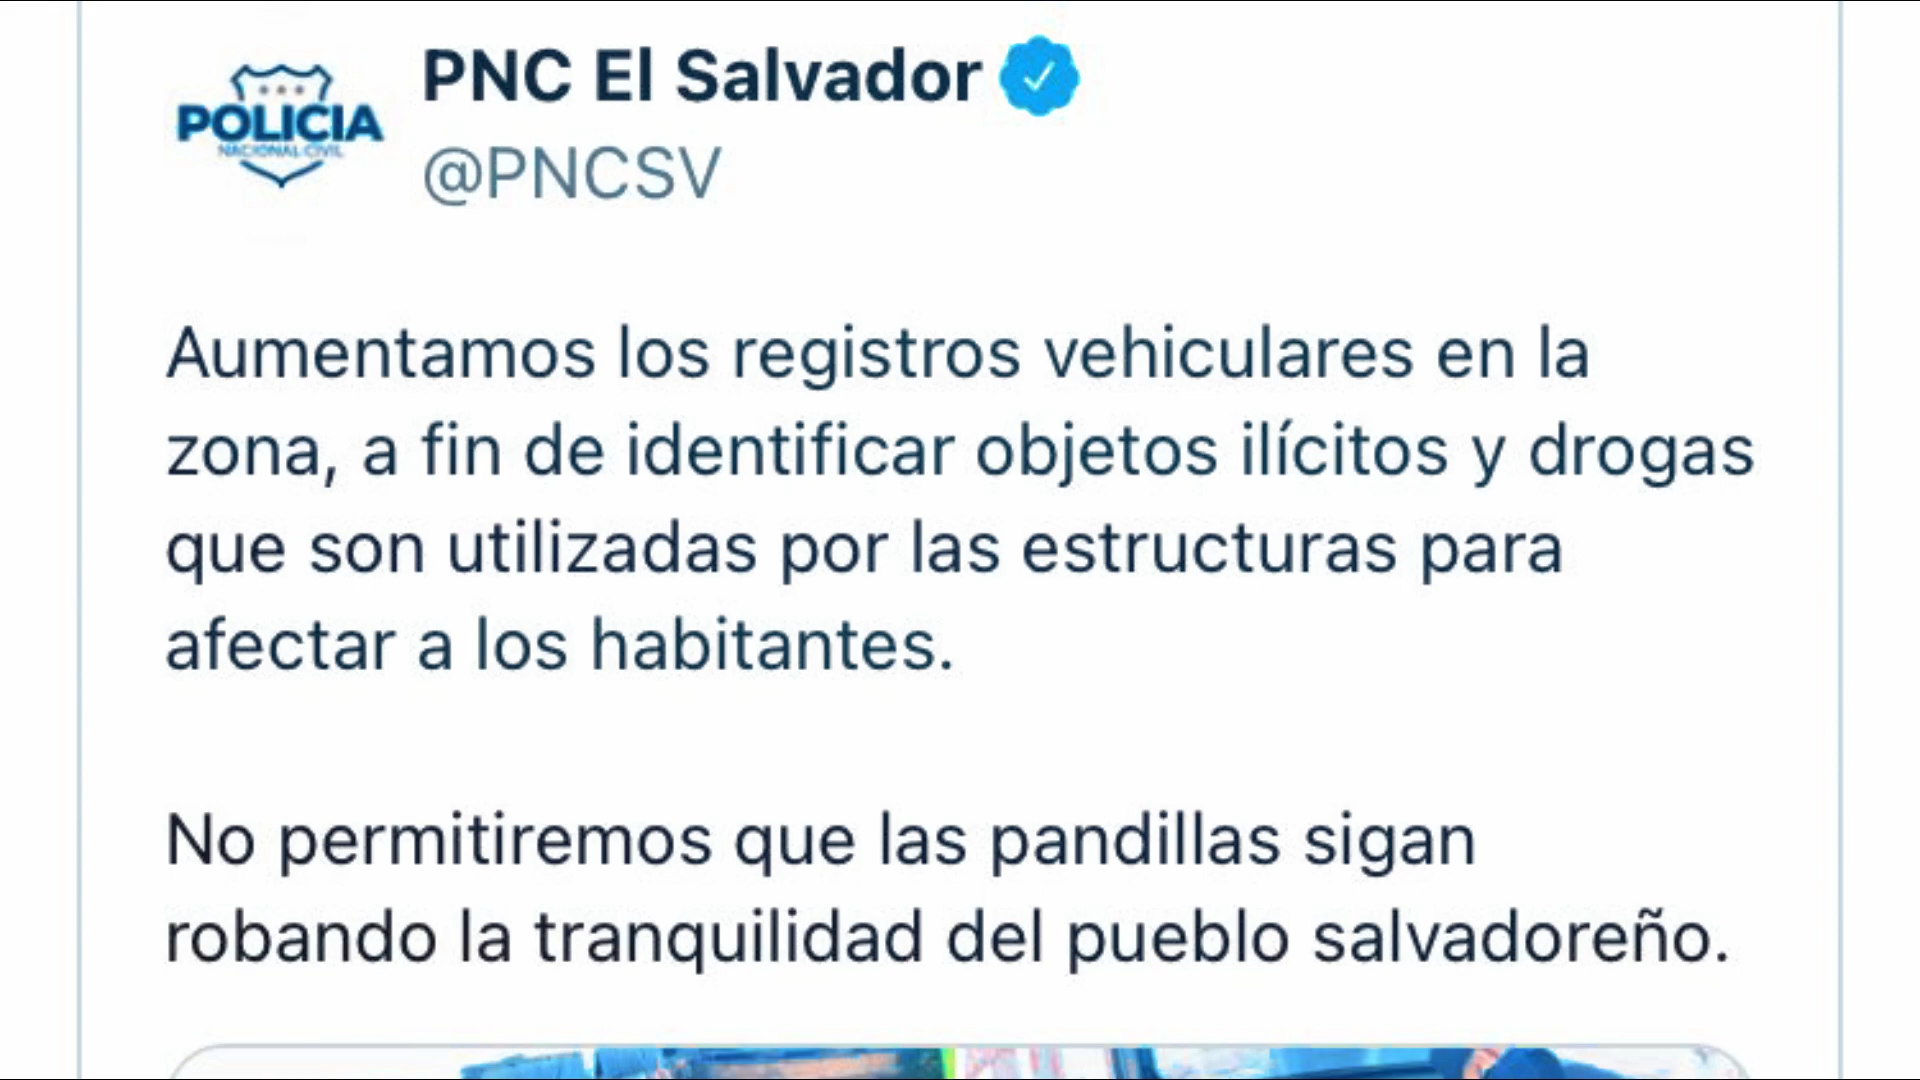 POLICIA
NACIONAL CIVIL
PNC El Salvador
@PNCSV
Aumentamos los registros vehiculares en la
zona, a fin de identificar objetos ilícitos y drogas
que son utilizadas por las estructuras para
afectar a los habitantes.
No permitiremos que las pandillas sigan
robando la tranquilidad del pueblo salvadoreño.